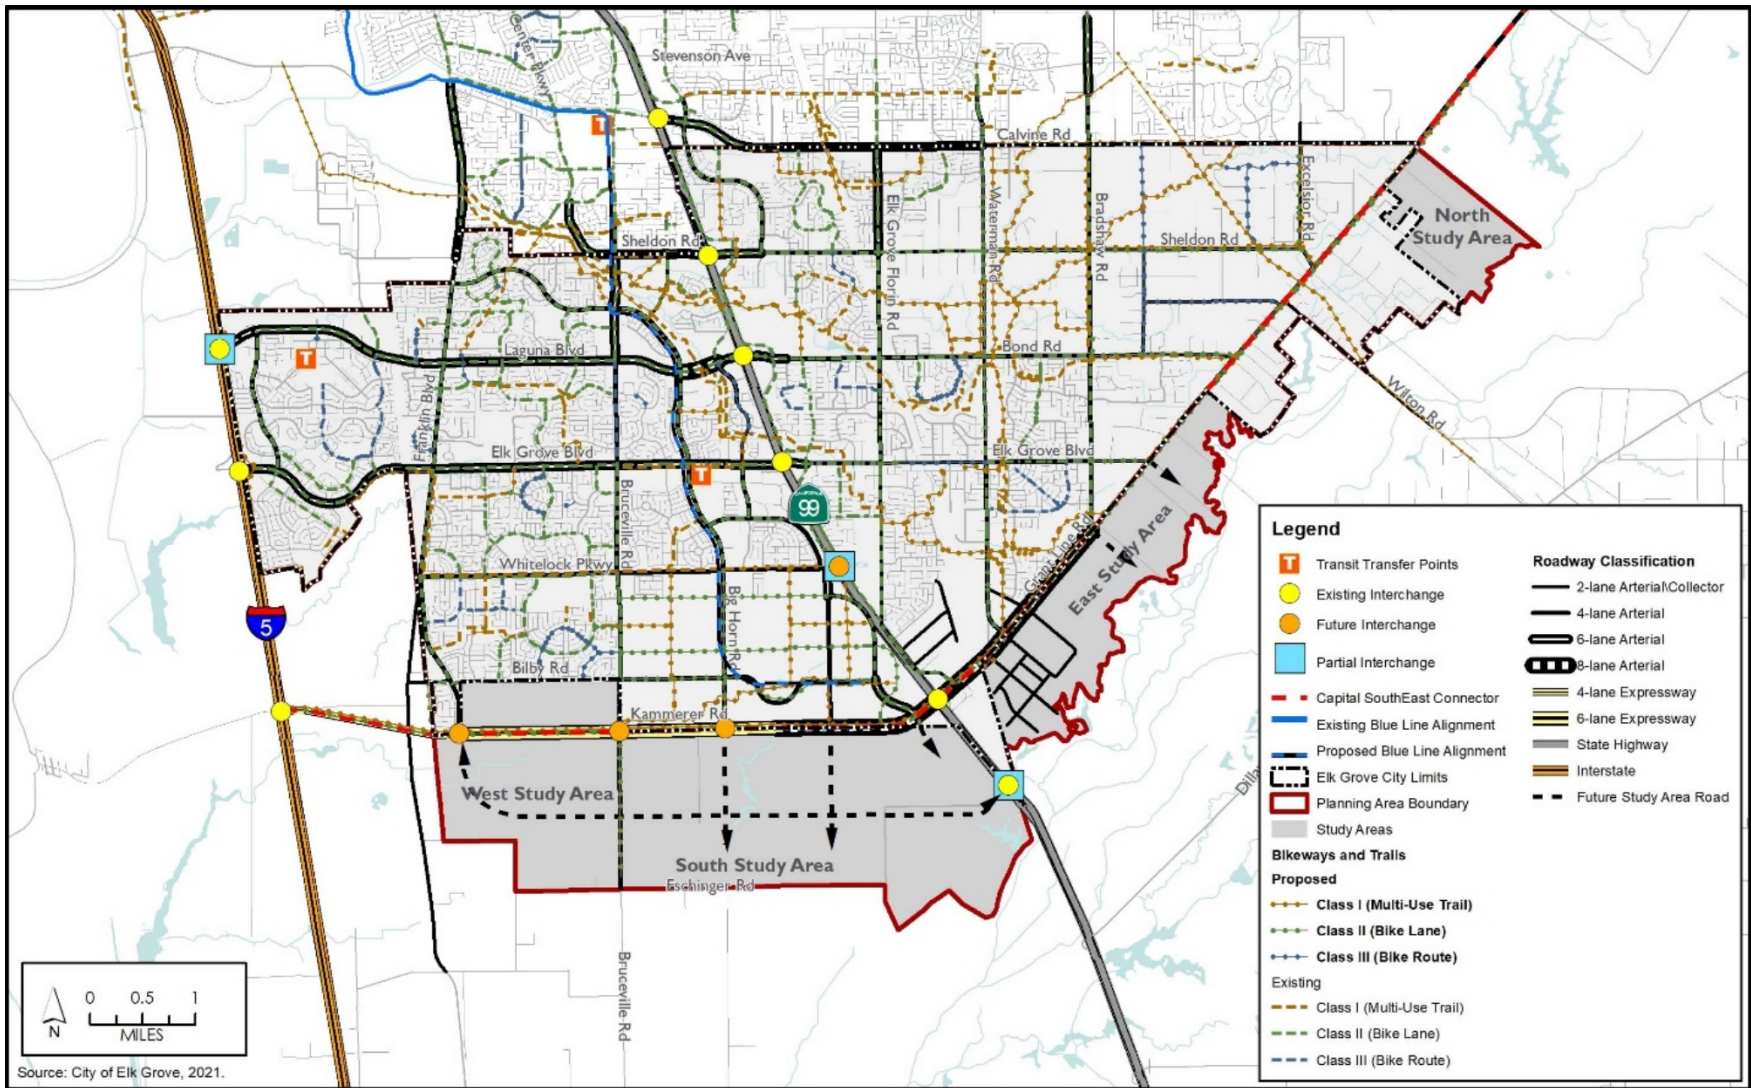 Center Pkwy
Stevenson Ave
Calvine Rd
Elk Grove Florin Rd
Waterman Rd
Bradshaw Rd
Excelsior Rd
North
Study Area
Sheldon Rd
Sheldon Rd
Laguna Blvd
Bond Rd
Franklin Blvd
Wilton Rd
Elk Grove Blvd
Elk Grove Blvd
T
T
T
CALIFORNIA
99
Bruceville Rd
Grant Line Rd
East Study Area
Whitelock Pkwy
Big Horn Rd
5
Bilby Rd
Kammerer Rd
West Study Area
South Study Area
Eschinger Rd
Bruceville Rd
Dilla
N
0 0.5 1
MILES
Source: City of Elk Grove, 2021.
Legend
T Transit Transfer Points
Existing Interchange
Future Interchange
Partial Interchange
Capital SouthEast Connector
Existing Blue Line Alignment
Proposed Blue Line Alignment
Elk Grove City Limits
Planning Area Boundary
Study Areas
Bikeways and Trails
Proposed
Class I (Multi-Use Trail)
Class II (Bike Lane)
Class III (Bike Route)
Existing
Class I (Multi-Use Trail)
Class II (Bike Lane)
Class III (Bike Route)
Roadway Classification
2-lane Arterial\Collector
4-lane Arterial
6-lane Arterial
8-lane Arterial
4-lane Expressway
6-lane Expressway
State Highway
Interstate
Future Study Area Road